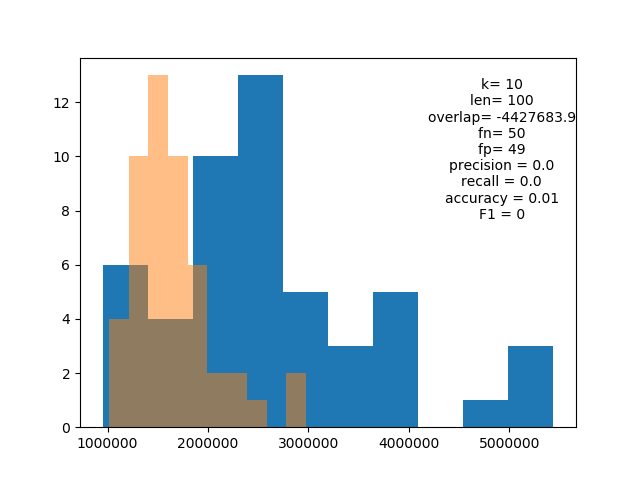 k= 10
len= 100
overlap= -4427683.9
fn= 50
fp= 49
precision = 0.0
recall = 0.0
accuracy = 0.01
F1 = 0
12
10
8
6
4
2
0
1000000 2000000 3000000 4000000 5000000